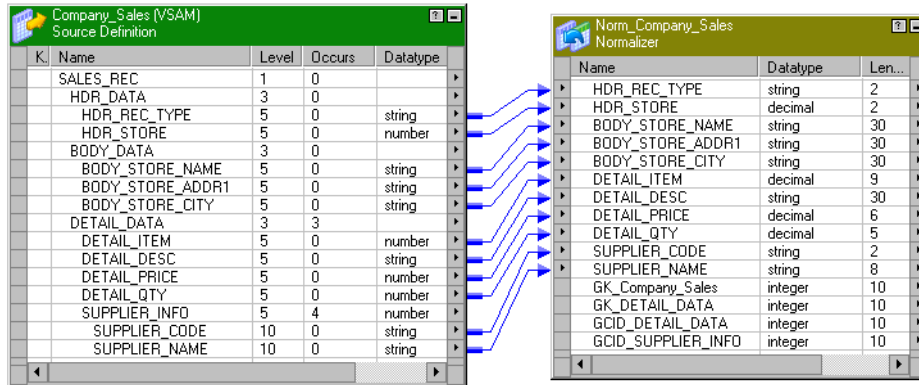 Company_Sales (VSAM)
Source Definition
K. Name Level Occurs Datatype
SALES_REC 1 0
HDR_DATA 3 0
HDR_REC_TYPE 5 0 string
HDR_STORE 5 0 number
BODY_DATA 3 0
BODY_STORE_NAME 5 0 string
BODY_STORE_ADDR1 5 0 string
BODY_STORE_CITY 5 0 string
DETAIL_DATA 3 3
DETAIL_ITEM 5 0 number
DETAIL_DESC 5 0 string
DETAIL_PRICE 5 0 number
DETAIL_QTY 5 0 number
SUPPLIER_INFO 5 4 number
SUPPLIER_CODE 10 0 string
SUPPLIER_NAME 10 0 string
Norm_Company_Sales
Normalizer
Name Datatype Len...
HDR_REC_TYPE string 2
HDR_STORE decimal 2
BODY_STORE_NAME string 30
BODY_STORE_ADDR1 string 30
BODY_STORE_CITY string 30
DETAIL_ITEM decimal 9
DETAIL_DESC string 30
DETAIL_PRICE decimal 6
DETAIL_QTY decimal 5
SUPPLIER_CODE string 2
SUPPLIER_NAME string 8
GK_Company_Sales integer 10
GK_DETAIL_DATA integer 10
GCID_DETAIL_DATA integer 10
GCID_SUPPLIER_INFO integer 10